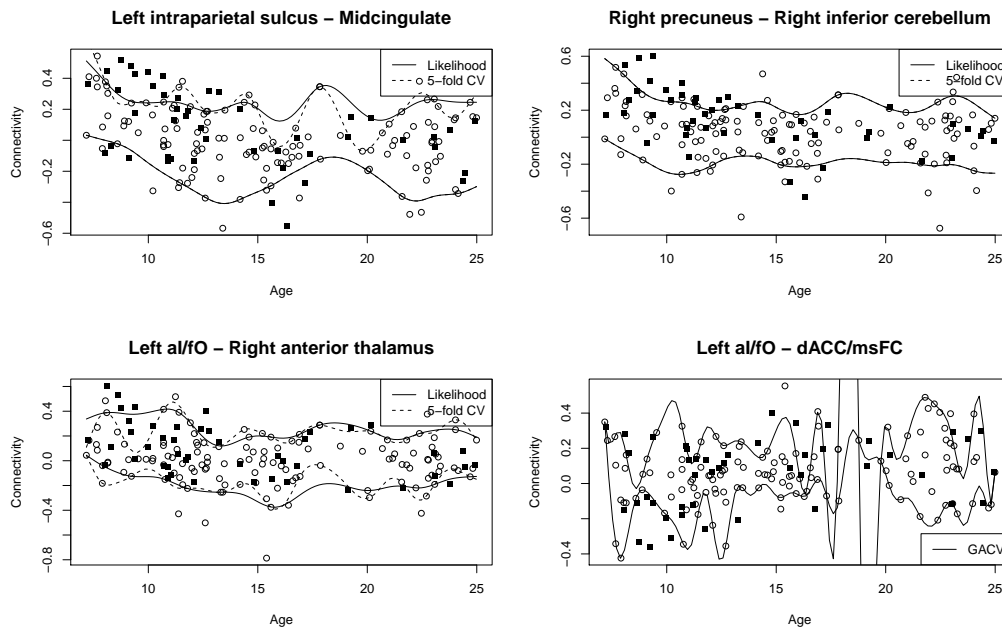 Left intraparietal sulcus − Midcingulate
Connectivity
0.4
0.2
−0.2
−0.6
10
15
20
25
Age
Likelihood
5−fold CV
Right precuneus − Right inferior cerebellum
Connectivity
0.6
0.2
−0.2
−0.6
10
15
20
25
Age
Likelihood
5−fold CV
Left aI/fO − Right anterior thalamus
Connectivity
0.4
0.0
−0.4
−0.8
10
15
20
25
Age
Likelihood
5−fold CV
Left aI/fO − dACC/msFC
Connectivity
0.4
0.0
−0.4
10
15
20
25
Age
GACV